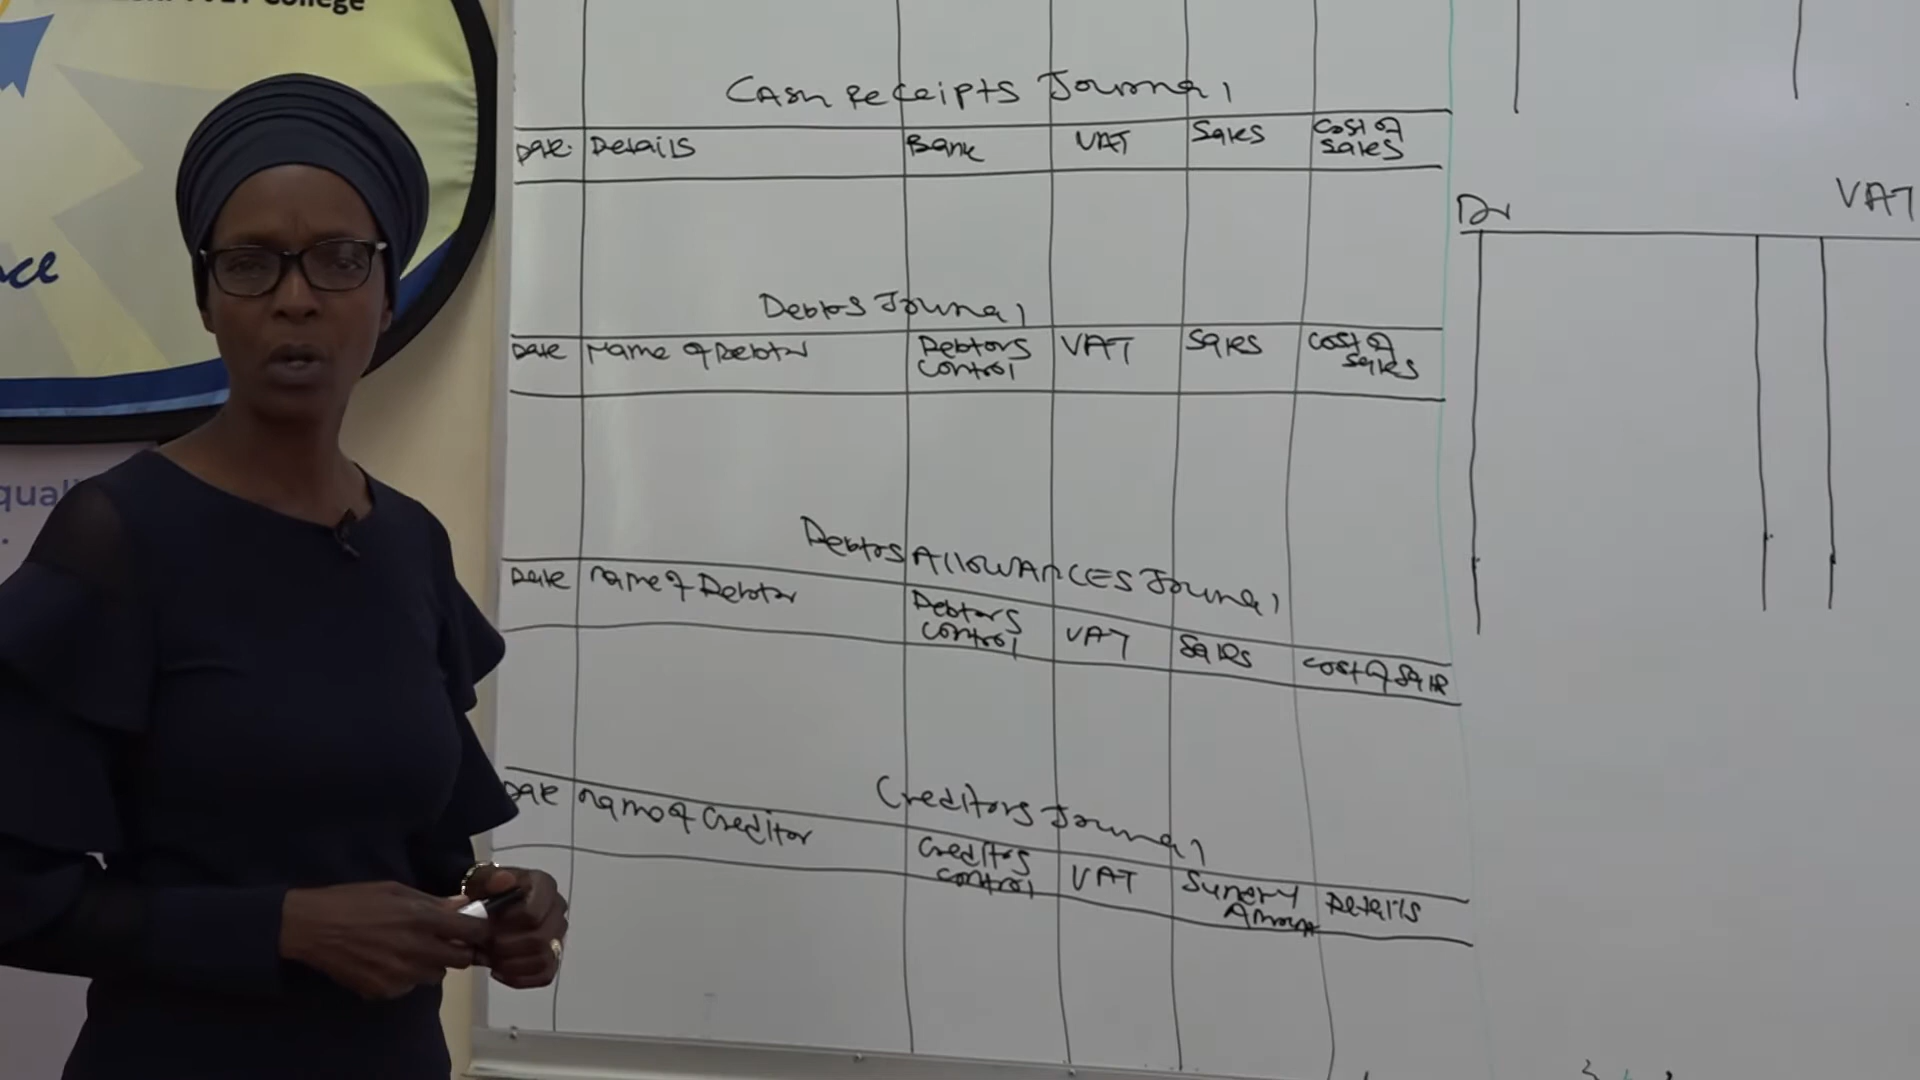 College
Cash Receipts Journal
Date Details Bank VAT Sales Cost of
Sales
Debtors Journal
Date Name of Debtor Debtors
Control VAT Sales Cost of
Sales
Debtors Allowances Journal
Date name of Debtor Debtors
Control VAT Sales Cost of Sales
Creditors Journal
Date name of Creditor Creditors
Control VAT Sundry
Amount Details
Dr VAT